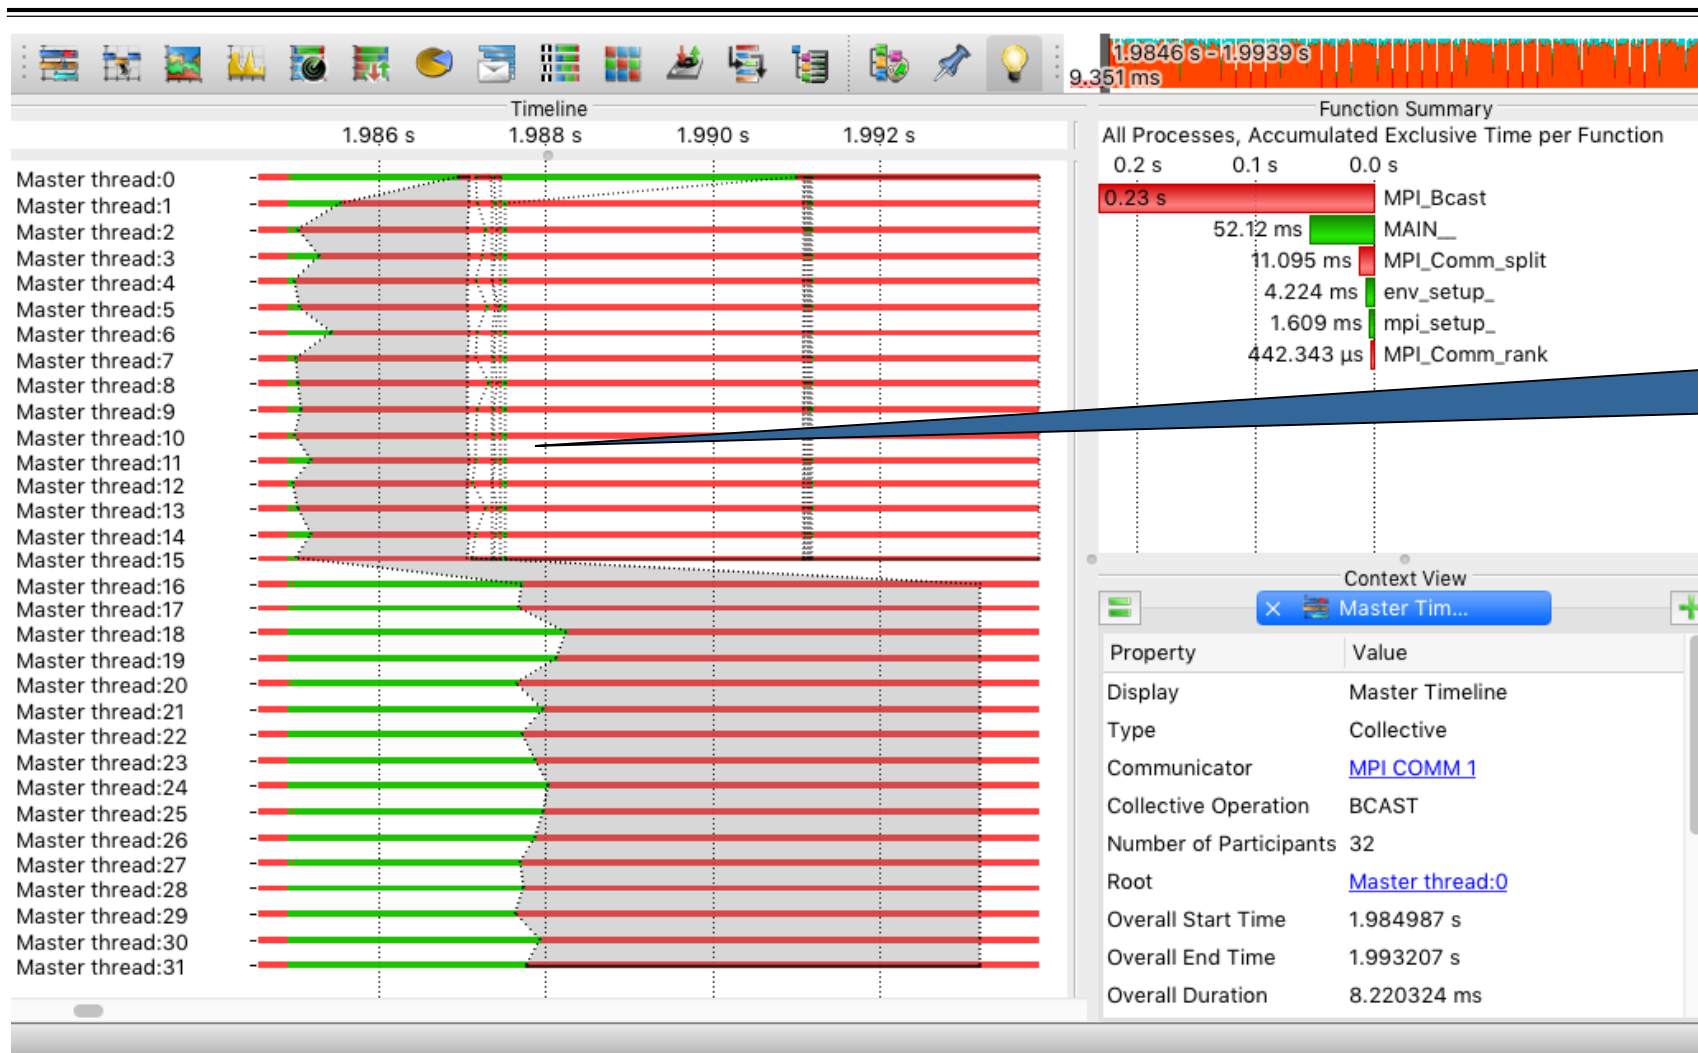 1.9846 s - 1.9939 s
9.351 ms
Timeline
1.986 s 1.988 s 1.990 s 1.992 s
Master thread:0
Master thread:1
Master thread:2
Master thread:3
Master thread:4
Master thread:5
Master thread:6
Master thread:7
Master thread:8
Master thread:9
Master thread:10
Master thread:11
Master thread:12
Master thread:13
Master thread:14
Master thread:15
Master thread:16
Master thread:17
Master thread:18
Master thread:19
Master thread:20
Master thread:21
Master thread:22
Master thread:23
Master thread:24
Master thread:25
Master thread:26
Master thread:27
Master thread:28
Master thread:29
Master thread:30
Master thread:31
Function Summary
All Processes, Accumulated Exclusive Time per Function
0.2 s 0.1 s 0.0 s
0.23 s MPI_Bcast
52.12 ms MAIN__
11.095 ms MPI_Comm_split
4.224 ms env_setup_
1.609 ms mpi_setup_
442.343 µs MPI_Comm_rank
Context View
Master Tim...
Property Value
Display Master Timeline
Type Collective
Communicator MPI COMM 1
Collective Operation BCAST
Number of Participants 32
Root Master thread:0
Overall Start Time 1.984987 s
Overall End Time 1.993207 s
Overall Duration 8.220324 ms